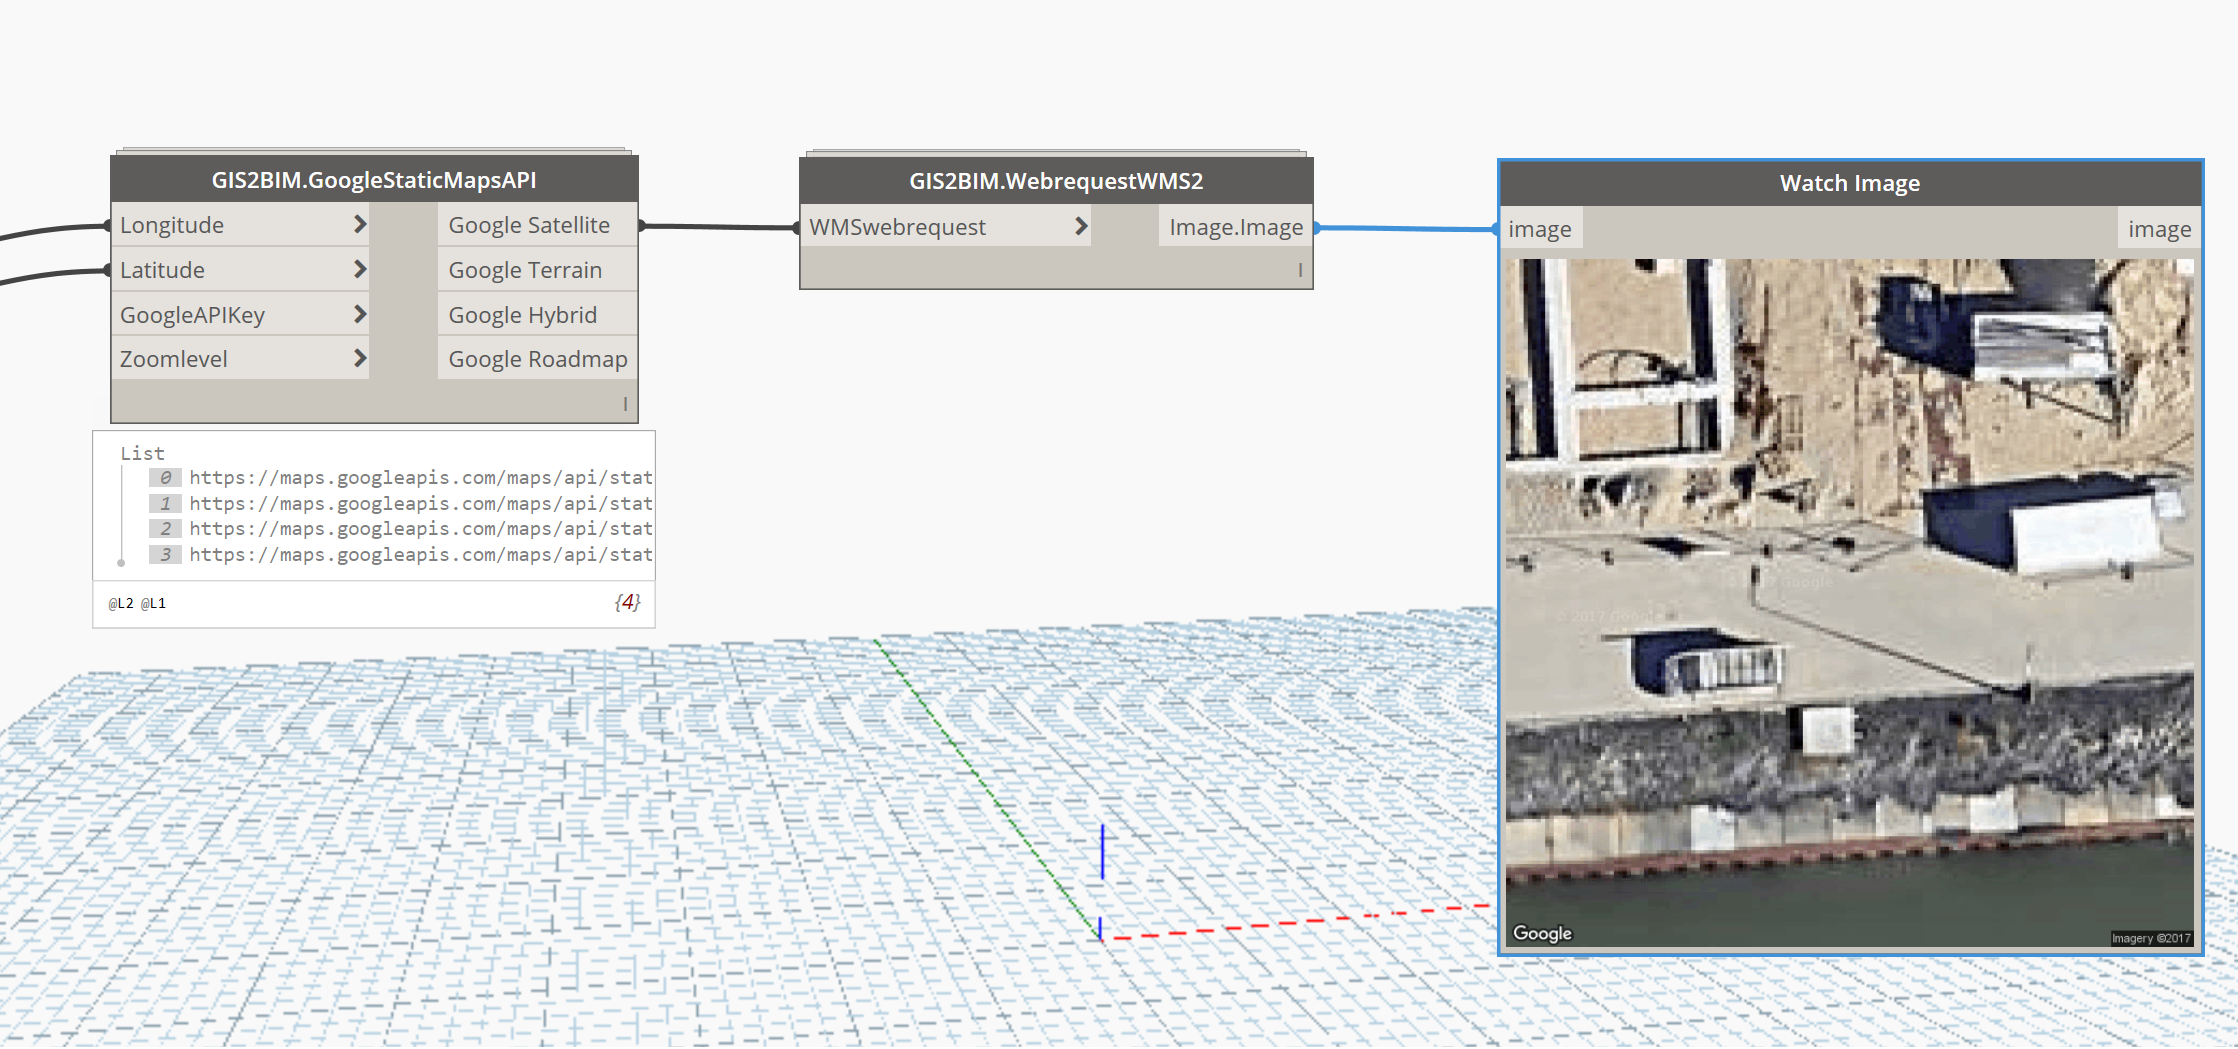 GIS2BIM.GoogleStaticMapsAPI
Longitude
Latitude
GoogleAPIKey
Zoomlevel
Google Satellite
Google Terrain
Google Hybrid
Google Roadmap
List
0 https://maps.googleapis.com/maps/api/stat
1 https://maps.googleapis.com/maps/api/stat
2 https://maps.googleapis.com/maps/api/stat
3 https://maps.googleapis.com/maps/api/stat
@L2 @L1 {4}
GIS2BIM.WebrequestWMS2
WMSwebrequest
Image.Image
Watch Image
image
image
Google
© 2017 Google
Google
Imagery ©2017